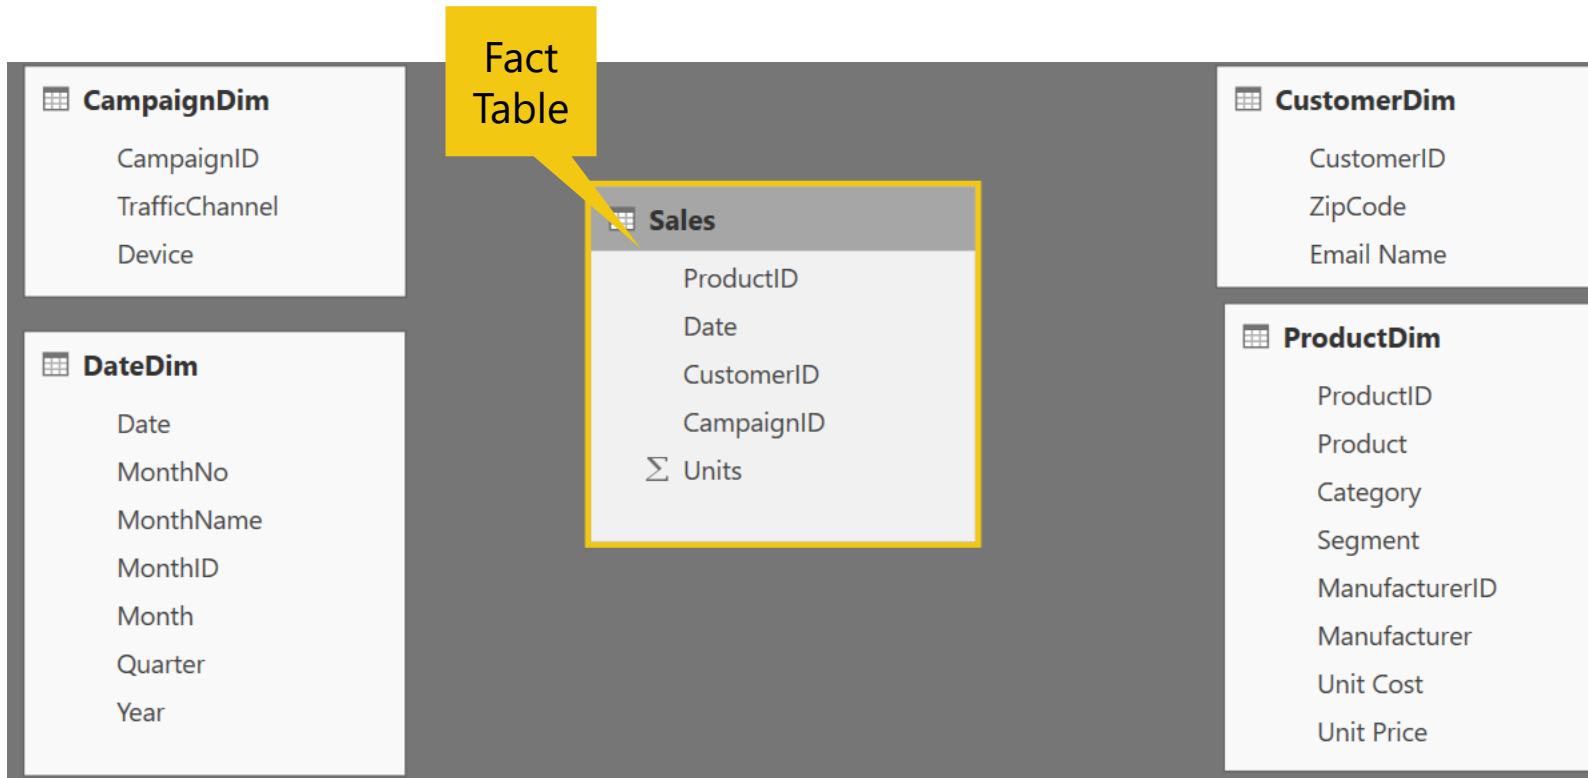 Fact
Table
CampaignDim
CampaignID
TrafficChannel
Device
DateDim
Date
MonthNo
MonthName
MonthID
Month
Quarter
Year
Sales
ProductID
Date
CustomerID
CampaignID
Σ Units
CustomerDim
CustomerID
ZipCode
Email Name
ProductDim
ProductID
Product
Category
Segment
ManufacturerID
Manufacturer
Unit Cost
Unit Price